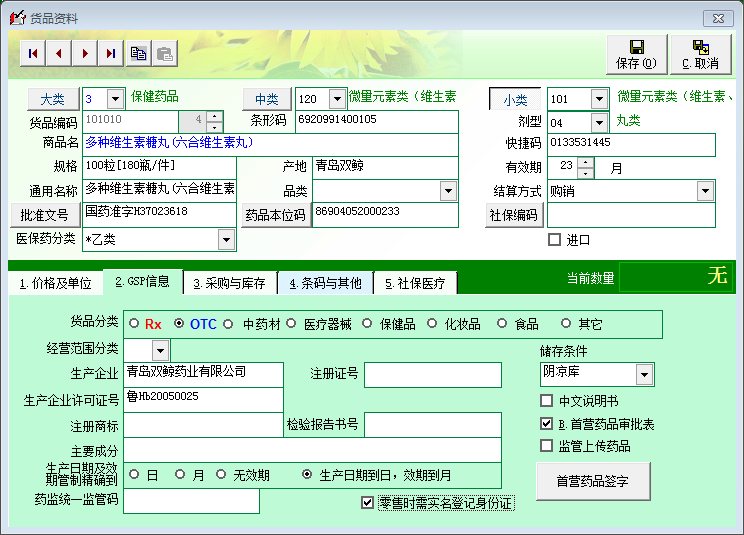 货品资料
保存(O)
C.取消
大类 3 保健药品 中类 120 微量元素类（维生素 小类 101 微量元素类（维生素、
货品编码 101010 4 条形码 6920991400105 剂型 04 丸类
商品名 多种维生素糖丸(六合维生素丸) 快捷码 0133531445
规格 100粒[180瓶/件] 产地 青岛双鲸 有效期 23 月
通用名称 多种维生素糖丸(六合维生素 品类 结算方式 购销
批准文号 国药准字H37023618 药品本位码 86904052000233 社保编码
医保药分类 *乙类 进口
1.价格及单位 2.GSP信息 3.采购与库存 4.条码与其他 5.社保医疗 当前数量 无
货品分类 Rx OTC 中药材 医疗器械 保健品 化妆品 食品 其它
经营范围分类 储存条件
生产企业 青岛双鲸药业有限公司 注册证号 阴凉库
生产企业许可证号 鲁Hb20050025 中文说明书
注册商标 检验报告书号 B.首营药品审批表
主要成分 监管上传药品
生产日期及效
期管制精确到 日 月 无效期 生产日期到日，效期到月 首营药品签字
药监统一监管码 零售时需实名登记身份证